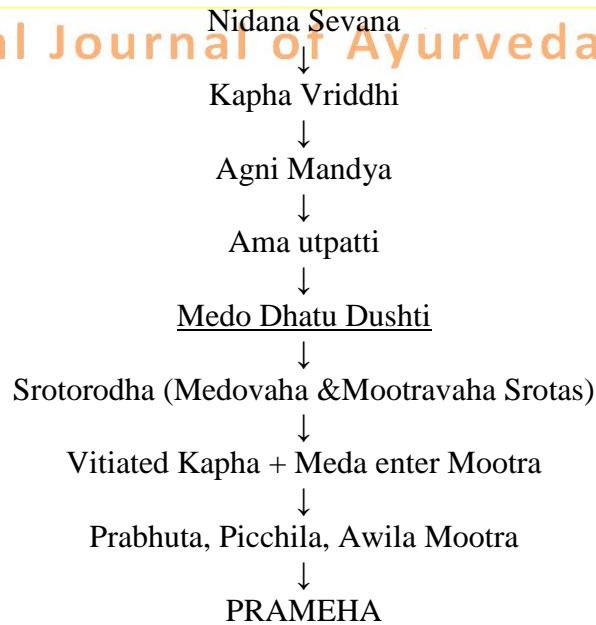 Nidana Sevana
al Journal of Ayurveda
↓
Kapha Vriddhi
↓
Agni Mandya
↓
Ama utpatti
↓
Medo Dhatu Dushti
↓
Srotorodha (Medovaha &Mootravaha Srotas)
↓
Vitiated Kapha + Meda enter Mootra
↓
Prabhuta, Picchila, Awila Mootra
↓
PRAMEHA